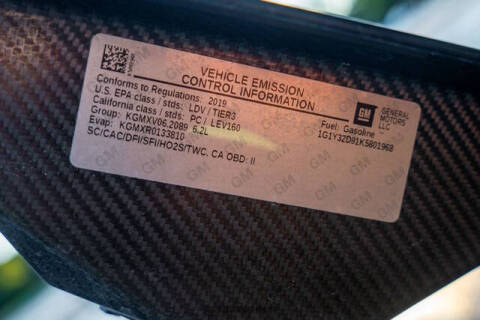 VEHICLE EMISSION
CONTROL INFORMATION
Conforms to Regulations: 2019
U.S. EPA class / stds: LDV / TIER3
California class / stds: PC / LEV160
Group: KGMXV06.2089 6.2L
Evap: KGMXR0133810
SC/CAC/DFI/SFI/HO2S/TWC, CA OBD: II
GM
GENERAL
MOTORS
LLC
Fuel: Gasoline
1G1Y32D91K5801968